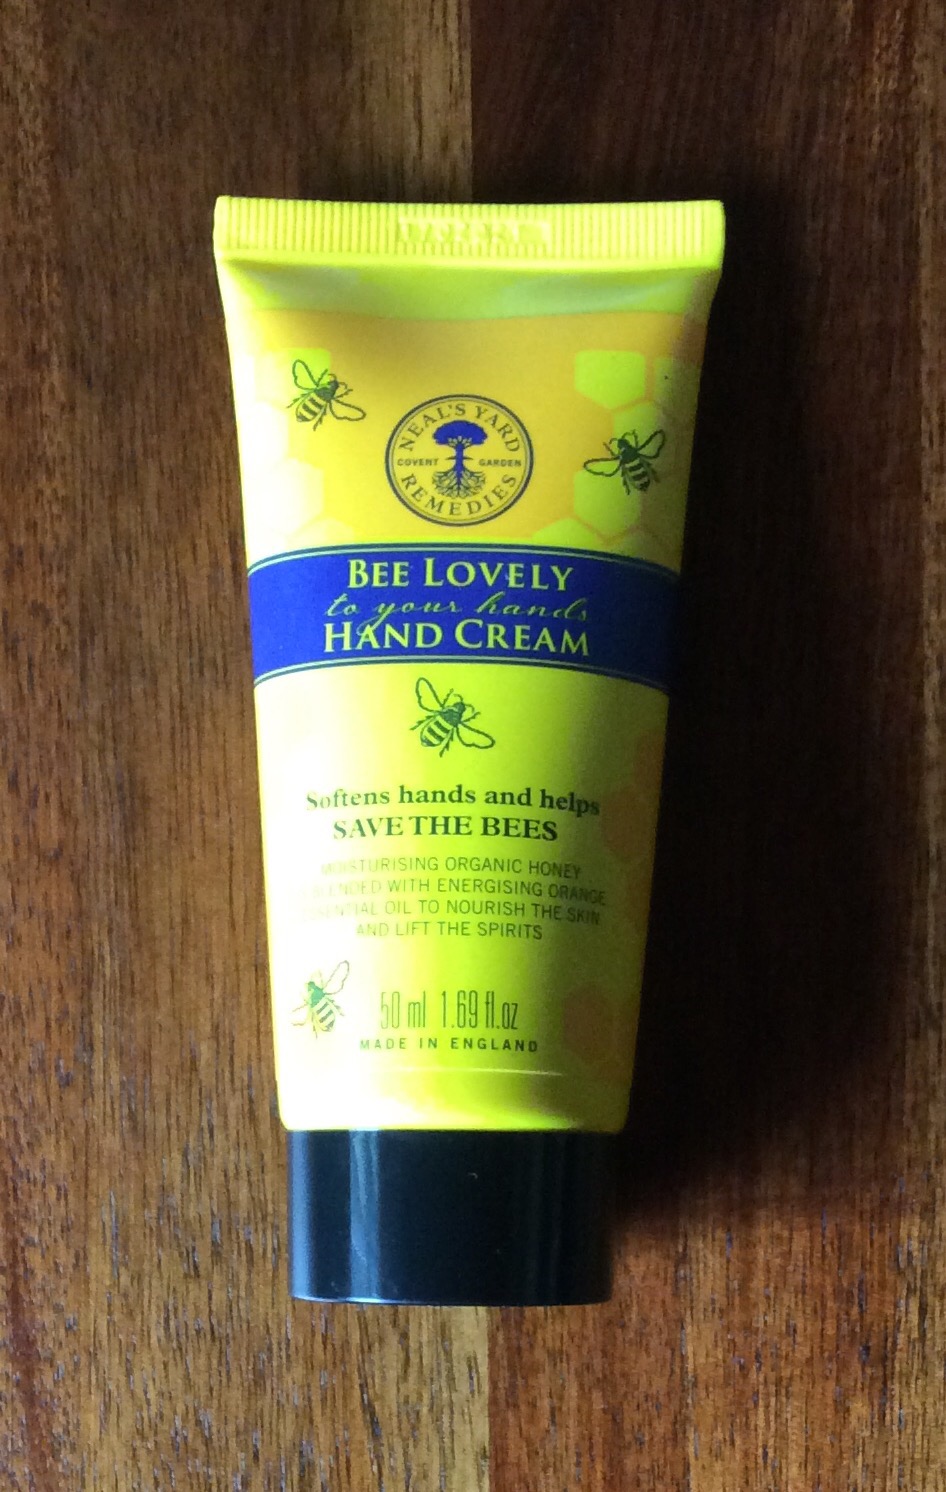 NEAL'S YARD
COVENT GARDEN
REMEDIES
BEE LOVELY
to your hands
HAND CREAM
Softens hands and helps
SAVE THE BEES
MOISTURISING ORGANIC HONEY
BLENDED WITH ENERGISING ORANGE
ESSENTIAL OIL TO NOURISH THE SKIN
AND LIFT THE SPIRITS
50 ml 1.69 fl.oz
MADE IN ENGLAND